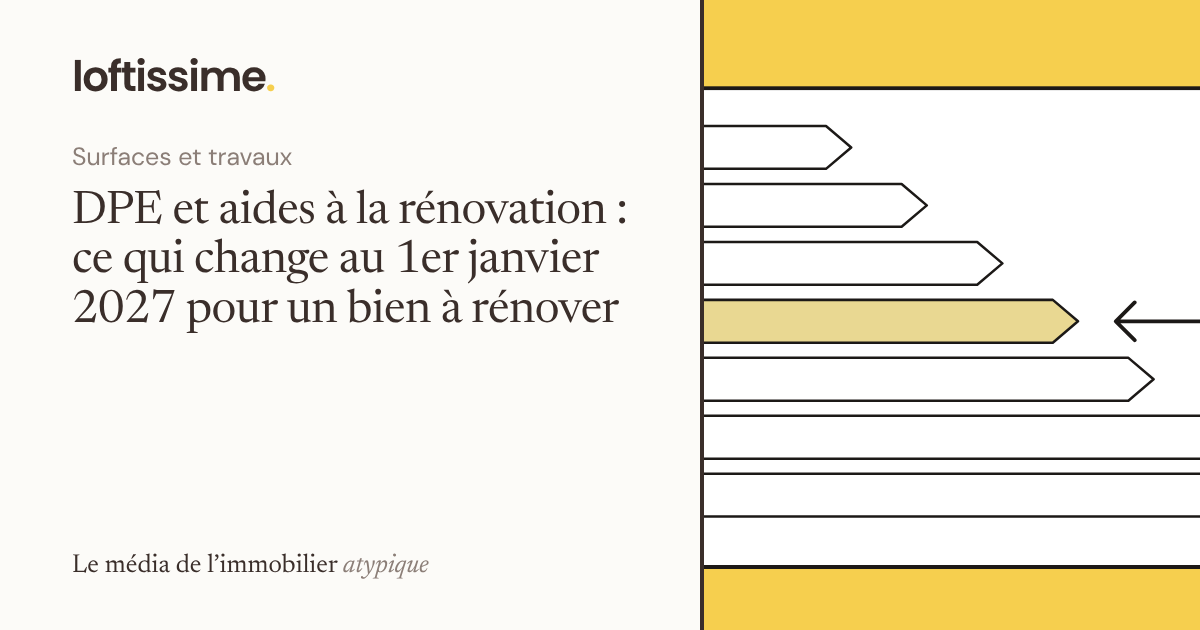 loftissime.
Surfaces et travaux
DPE et aides à la rénovation :
ce qui change au 1er janvier
2027 pour un bien à rénover
Le média de l’immobilier atypique